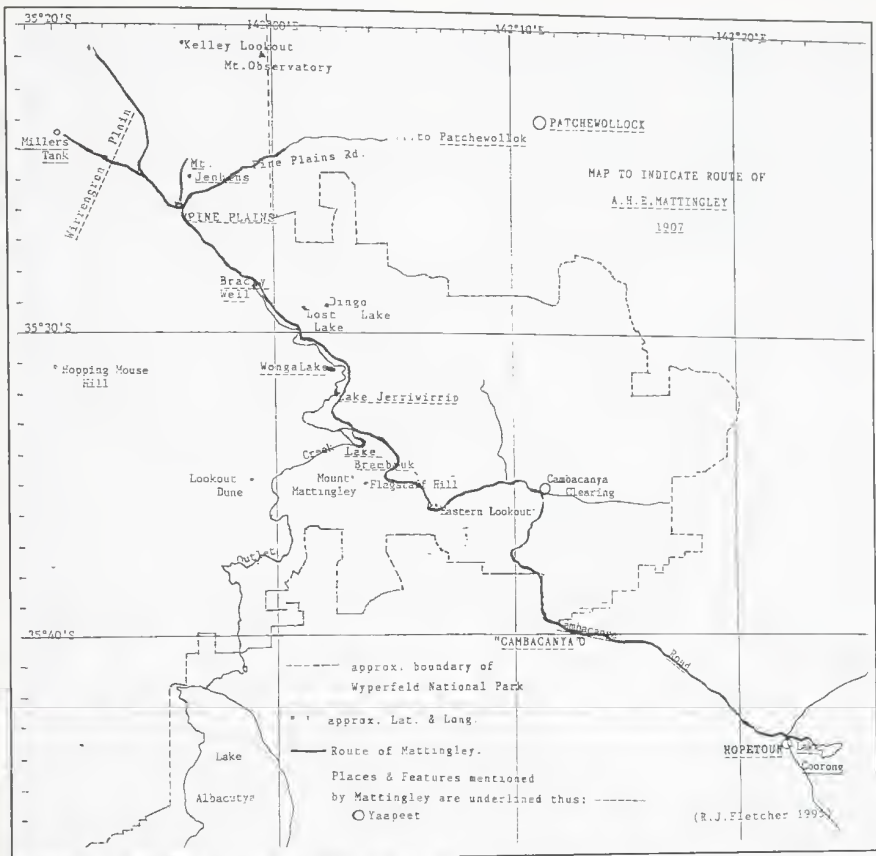 35°20'S
142°00'E
142°10'E
142°20'E
Kelley Lookout
Mt.Observatory
PATCHEWOLLOCK
...to Patchewollok
Millers
Tank
Wirrengren Plain
Pine Plains Rd.
Mt.
Jenkins
MAP TO INDICATE ROUTE OF
A.H.E.MATTINGLEY
1907
"PINE PLAINS"
Bracky
Well
Dingo
Lake
Lost
Lake
35°30'S
Hopping Mouse
Hill
WongaLake
Lake Jerriwirrip
Lake
Brambruk
Creek
Outlet
Lookout
Dune
Mount
Mattingley
Flagstaff Hill
Eastern Lookout
Cambacanya
Clearing
35°40'S
Cambacanya
Road
"CAMBACANYA"
approx. boundary of
Wyperfeld National Park
approx. Lat. & Long.
Route of Mattingley.
Places & Features mentioned
by Mattingley are underlined thus:
Yaapeet
Lake
Albacutya
HOPETOUN
Lake
Coorong
(R.J.Fletcher 1995)